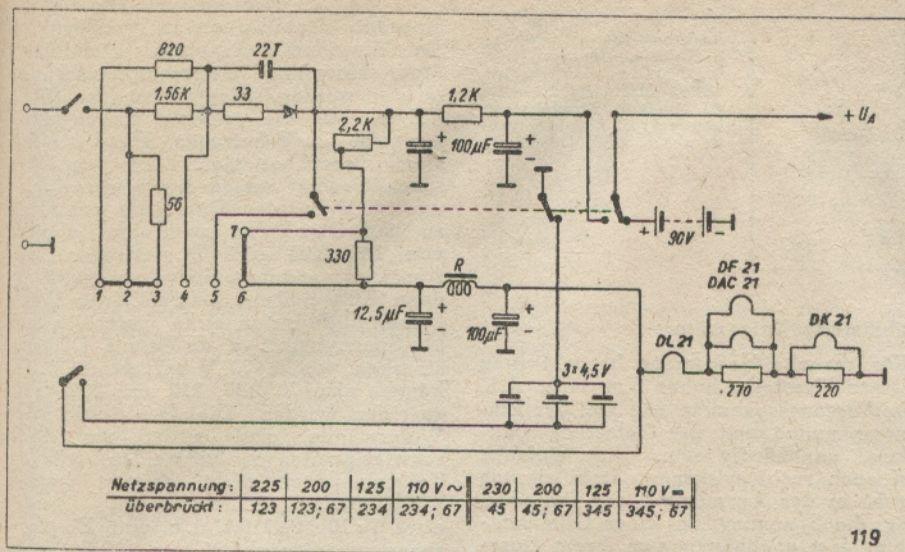 820
22T
1,56K
33
1,2K
+ U_A
2,2K
+
100µF
+
-
-
56
1
330
+
90V
-
R
DF 21
DAC 21
1
2
3
4
5
6
12,5µF
+
-
100µF
+
-
DL 21
DK 21
3×4,5V
270
220
Netzspannung: 225 200 125 110 V ~ 230 200 125 110 V =
überbrückt: 123 123; 67 234 234; 67 45 45; 67 345 345; 67
119